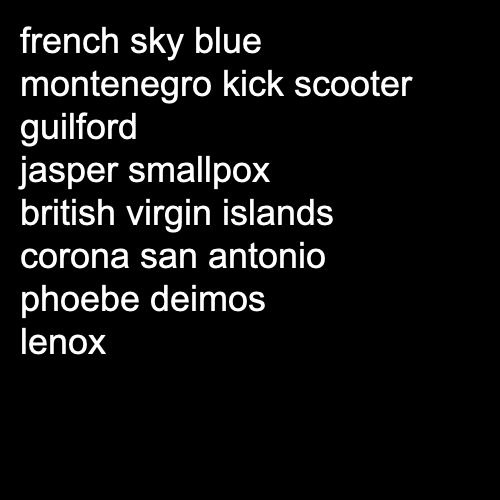 french sky blue
montenegro kick scooter
guilford
jasper smallpox
british virgin islands
corona san antonio
phoebe deimos
lenox